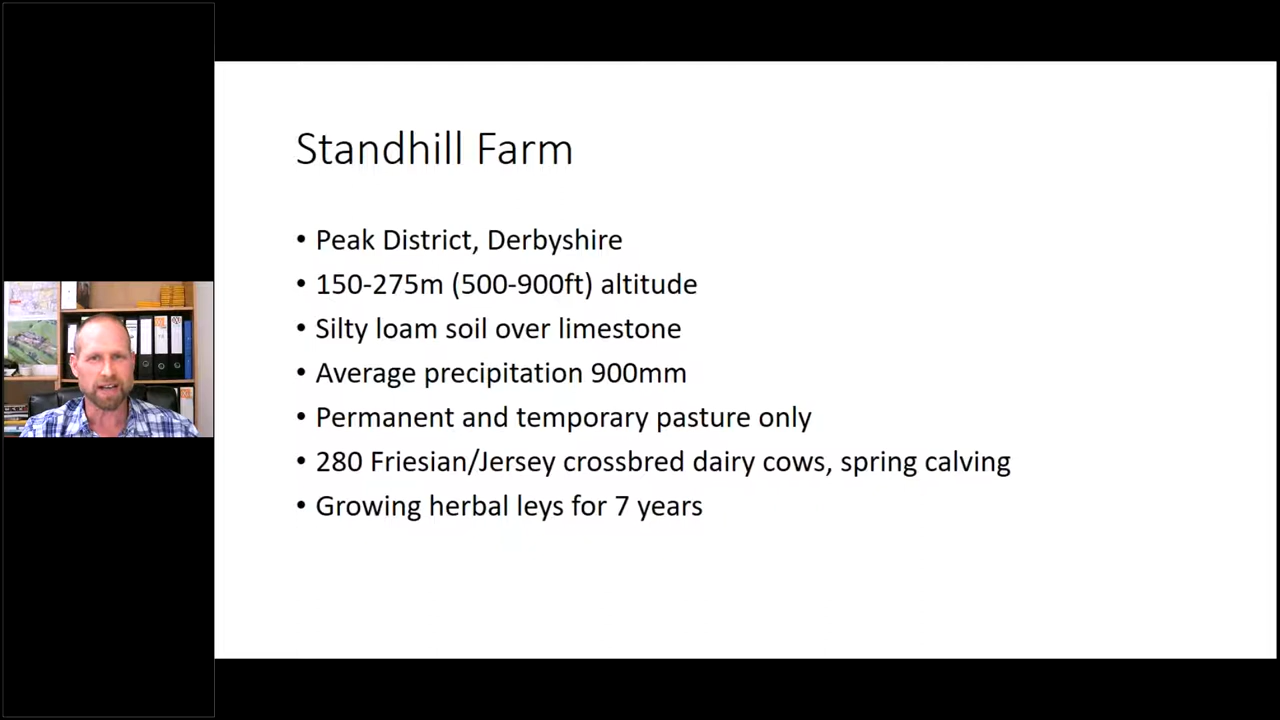 Standhill Farm
• Peak District, Derbyshire
• 150-275m (500-900ft) altitude
• Silty loam soil over limestone
• Average precipitation 900mm
• Permanent and temporary pasture only
• 280 Friesian/Jersey crossbred dairy cows, spring calving
• Growing herbal leys for 7 years